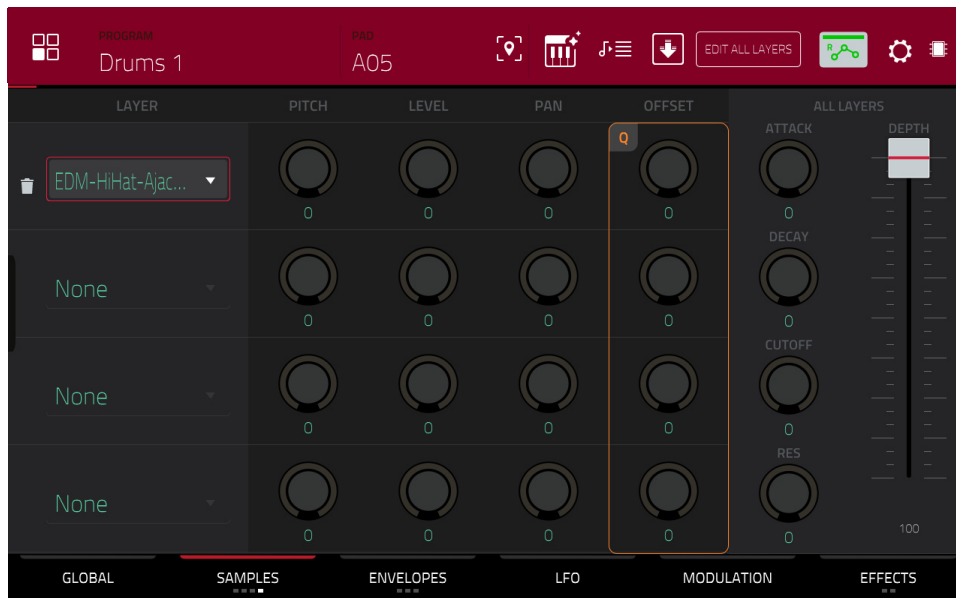 PROGRAM PAD
Drums 1 A05 EDIT ALL LAYERS
R
LAYER PITCH LEVEL PAN OFFSET ALL LAYERS
ATTACK DEPTH
Q
EDM-HiHat-Ajac...
0 0 0 0 0
DECAY
None
0 0 0 0 0
CUTOFF
None
0 0 0 0 0
RES
None
0 0 0 0 0 100
GLOBAL SAMPLES ENVELOPES LFO MODULATION EFFECTS